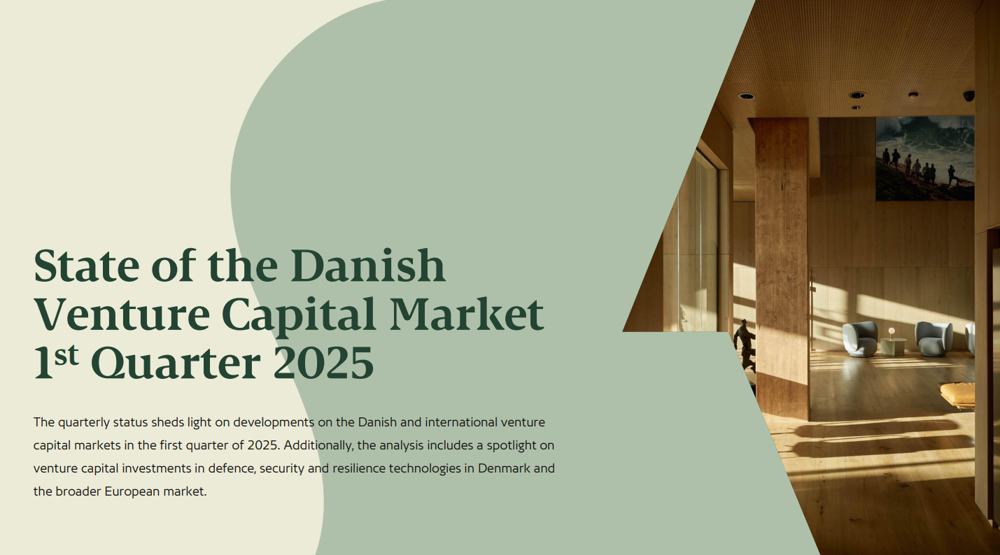 State of the Danish
Venture Capital Market
1st Quarter 2025
The quarterly status sheds light on developments on the Danish and international venture
capital markets in the first quarter of 2025. Additionally, the analysis includes a spotlight on
venture capital investments in defence, security and resilience technologies in Denmark and
the broader European market.